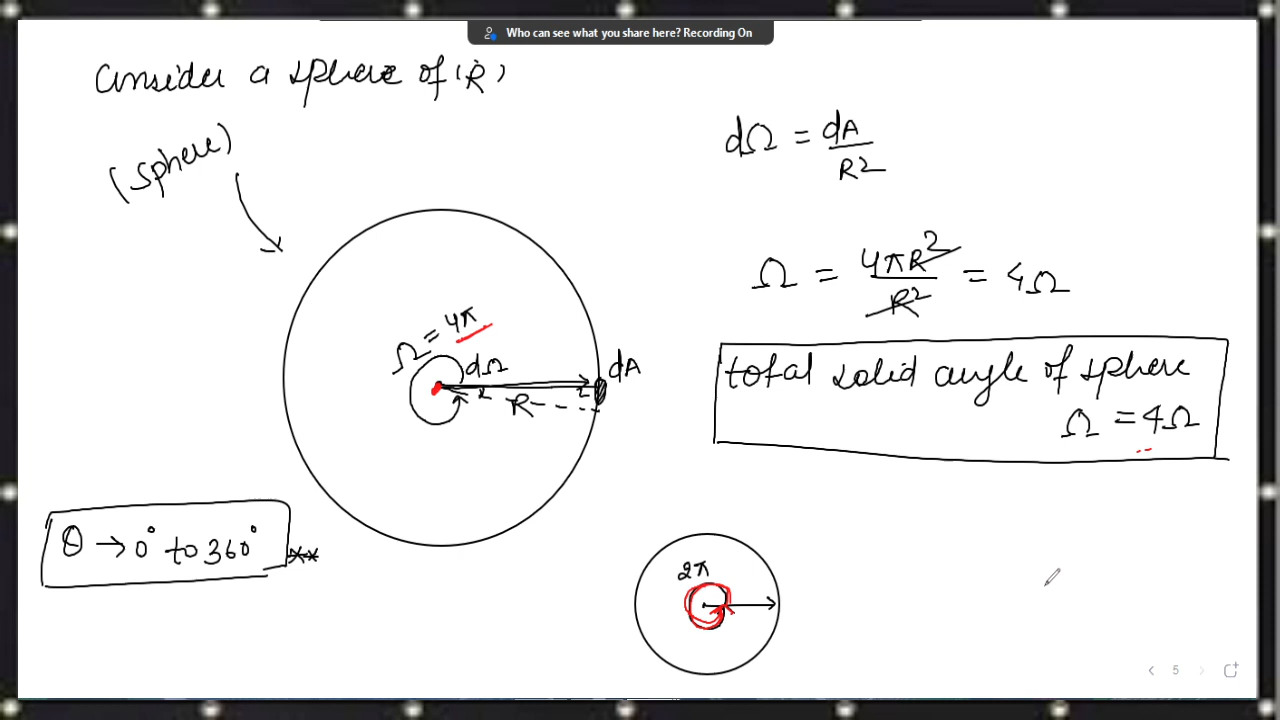 Who can see what you share here? Recording On
Consider a sphere of (R)
(sphere)
dΩ = dA / R2
Ω = 4πR2 / R2 = 4Ω
Ω = 4π
dΩ
dA
R
total solid angle of sphere
Ω = 4Ω
θ → 0° to 360° **
2π
5